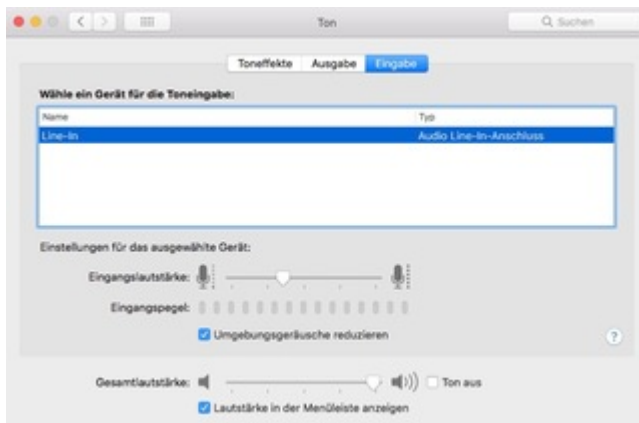 Ton
Suchen
Toneffekte Ausgabe Eingabe
Wähle ein Gerät für die Toneingabe:
Name Typ
Line-In Audio Line-In-Anschluss
Einstellungen für das ausgewählte Gerät:
Eingangslautstärke:
Eingangspegel:
Umgebungsgeräusche reduzieren
?
Gesamtlautstärke: Ton aus
Lautstärke in der Menüleiste anzeigen